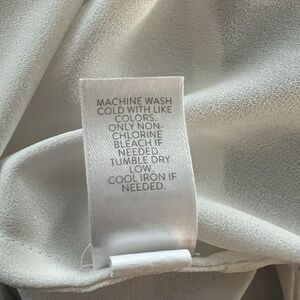 MACHINE WASH
COLD WITH LIKE
COLORS.
ONLY NON-
CHLORINE
BLEACH IF
NEEDED.
TUMBLE DRY
LOW.
COOL IRON IF
NEEDED.